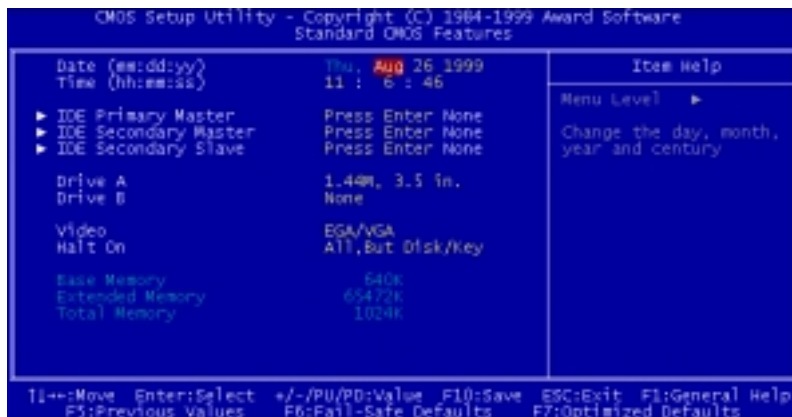 CMOS Setup Utility - Copyright (C) 1984-1999 Award Software
Standard CMOS Features
Date (mm:dd:yy) Thu, Aug 26 1999
Time (hh:mm:ss) 11 : 6 : 46
► IDE Primary Master Press Enter None
► IDE Secondary Master Press Enter None
► IDE Secondary Slave Press Enter None
Drive A 1.44M, 3.5 in.
Drive B None
Video EGA/VGA
Halt On All,But Disk/Key
Base Memory 640K
Extended Memory 65472K
Total Memory 1024K
Item Help
Menu Level ►
Change the day, month,
year and century
↑↓→←:Move Enter:Select +/-/PU/PD:Value F10:Save ESC:Exit F1:General Help
F5:Previous Values F6:Fail-Safe Defaults F7:Optimized Defaults